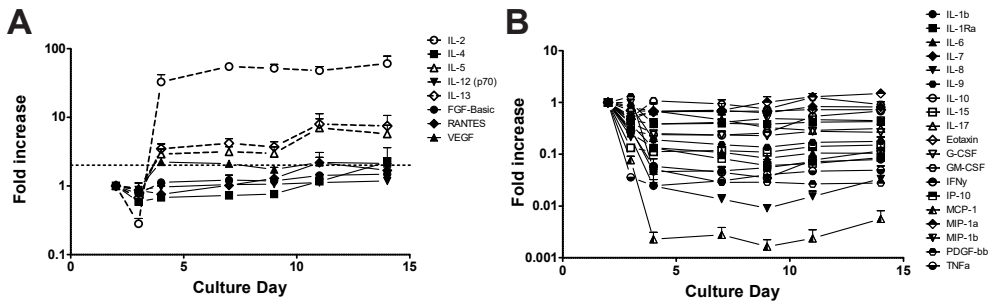 A
Fold increase
100
10
1
0.1
0
5
10
15
Culture Day
IL-2
IL-4
IL-5
IL-12 (p70)
IL-13
FGF-Basic
RANTES
VEGF
B
Fold increase
10
1
0.1
0.01
0.001
0
5
10
15
Culture Day
IL-1b
IL-1Ra
IL-6
IL-7
IL-8
IL-9
IL-10
IL-15
IL-17
Eotaxin
G-CSF
GM-CSF
IFNγ
IP-10
MCP-1
MIP-1a
MIP-1b
PDGF-bb
TNFa